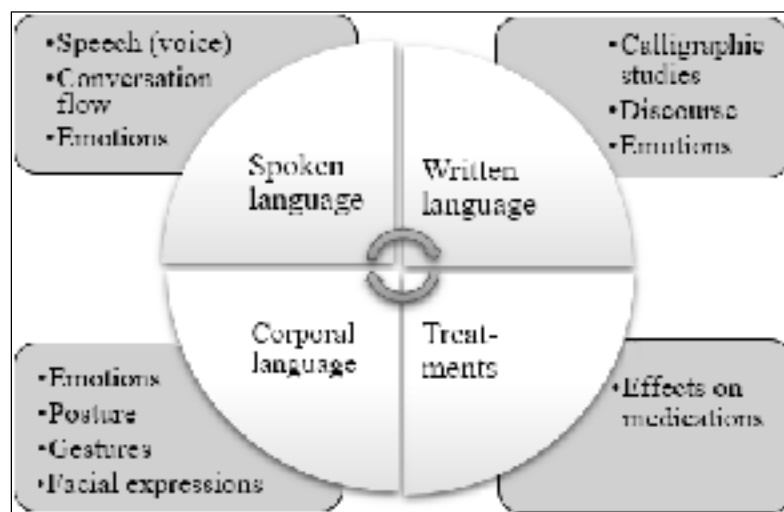 •Speech (voice)
•Conversation
flow
•Emotions
•Calligraphic
studies
•Discourse
•Emotions
Spoken
language
Written
language
Corporal
language
Treat-
ments
•Emotions
•Posture
•Gestures
•Facial expressions
•Effects on
medications